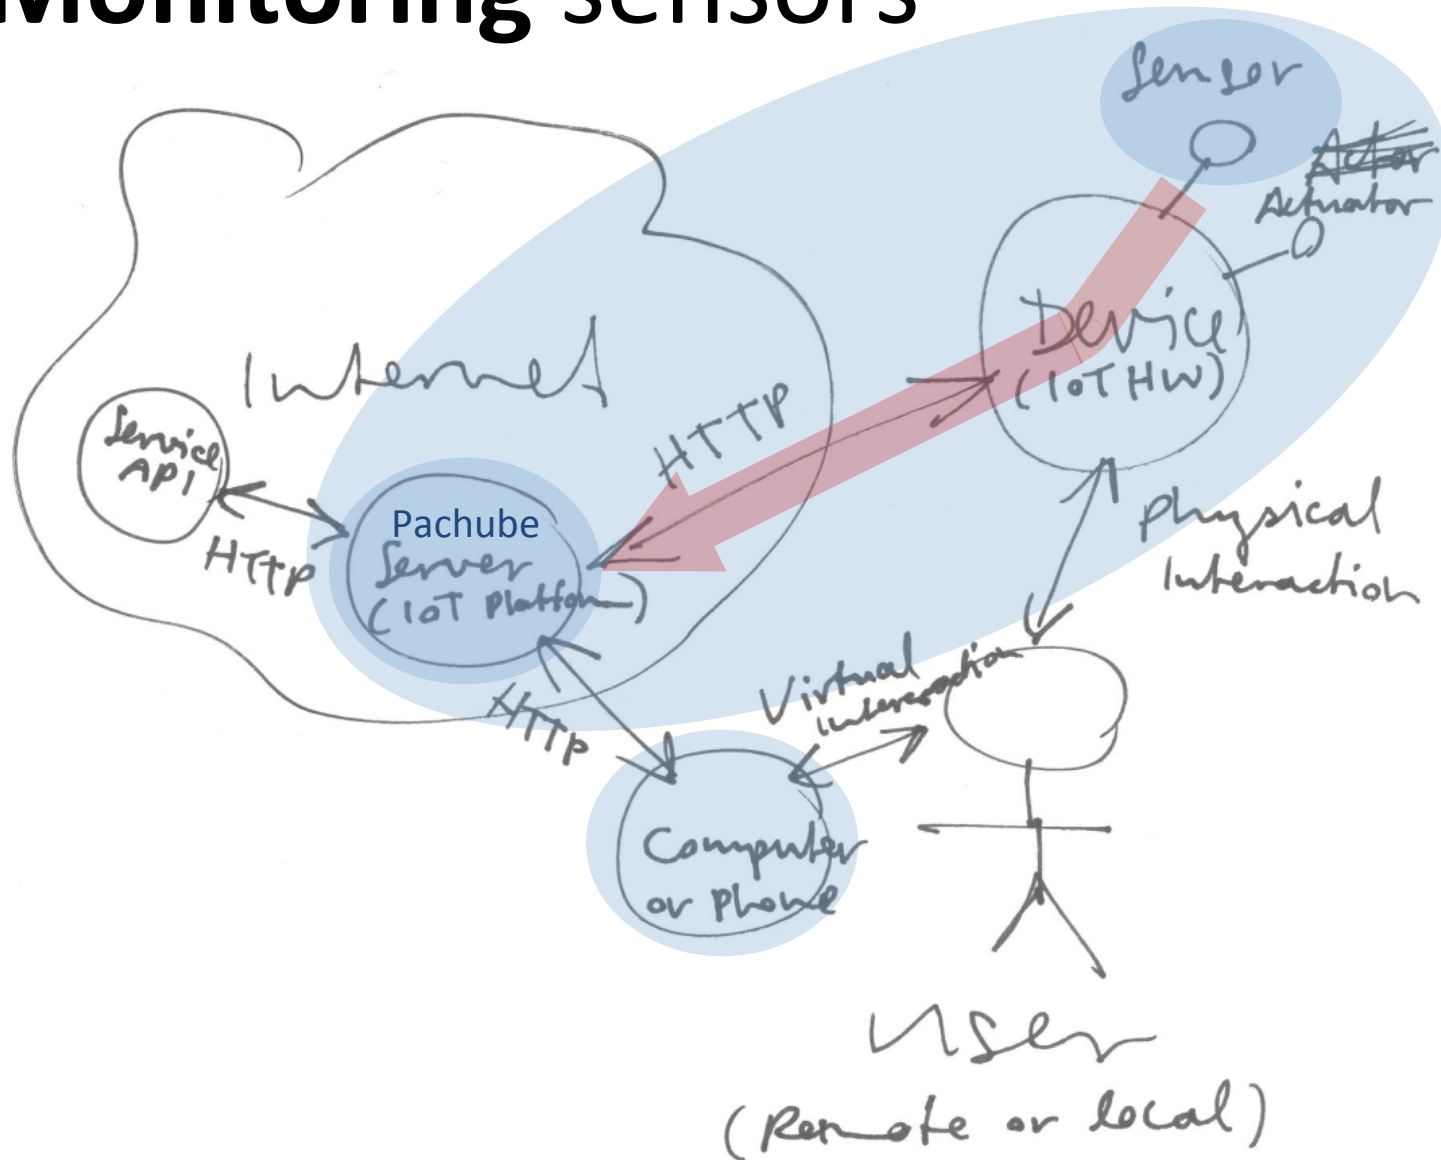 Monitoring sensors
Sensor
Actor
Actuator
Internet
Device
(IoT HW)
HTTP
Service
API
HTTP
Pachube
Server
(IoT Platform)
Physical
Interaction
Virtual
Interaction
HTTP
Computer
or Phone
User
(Remote or local)